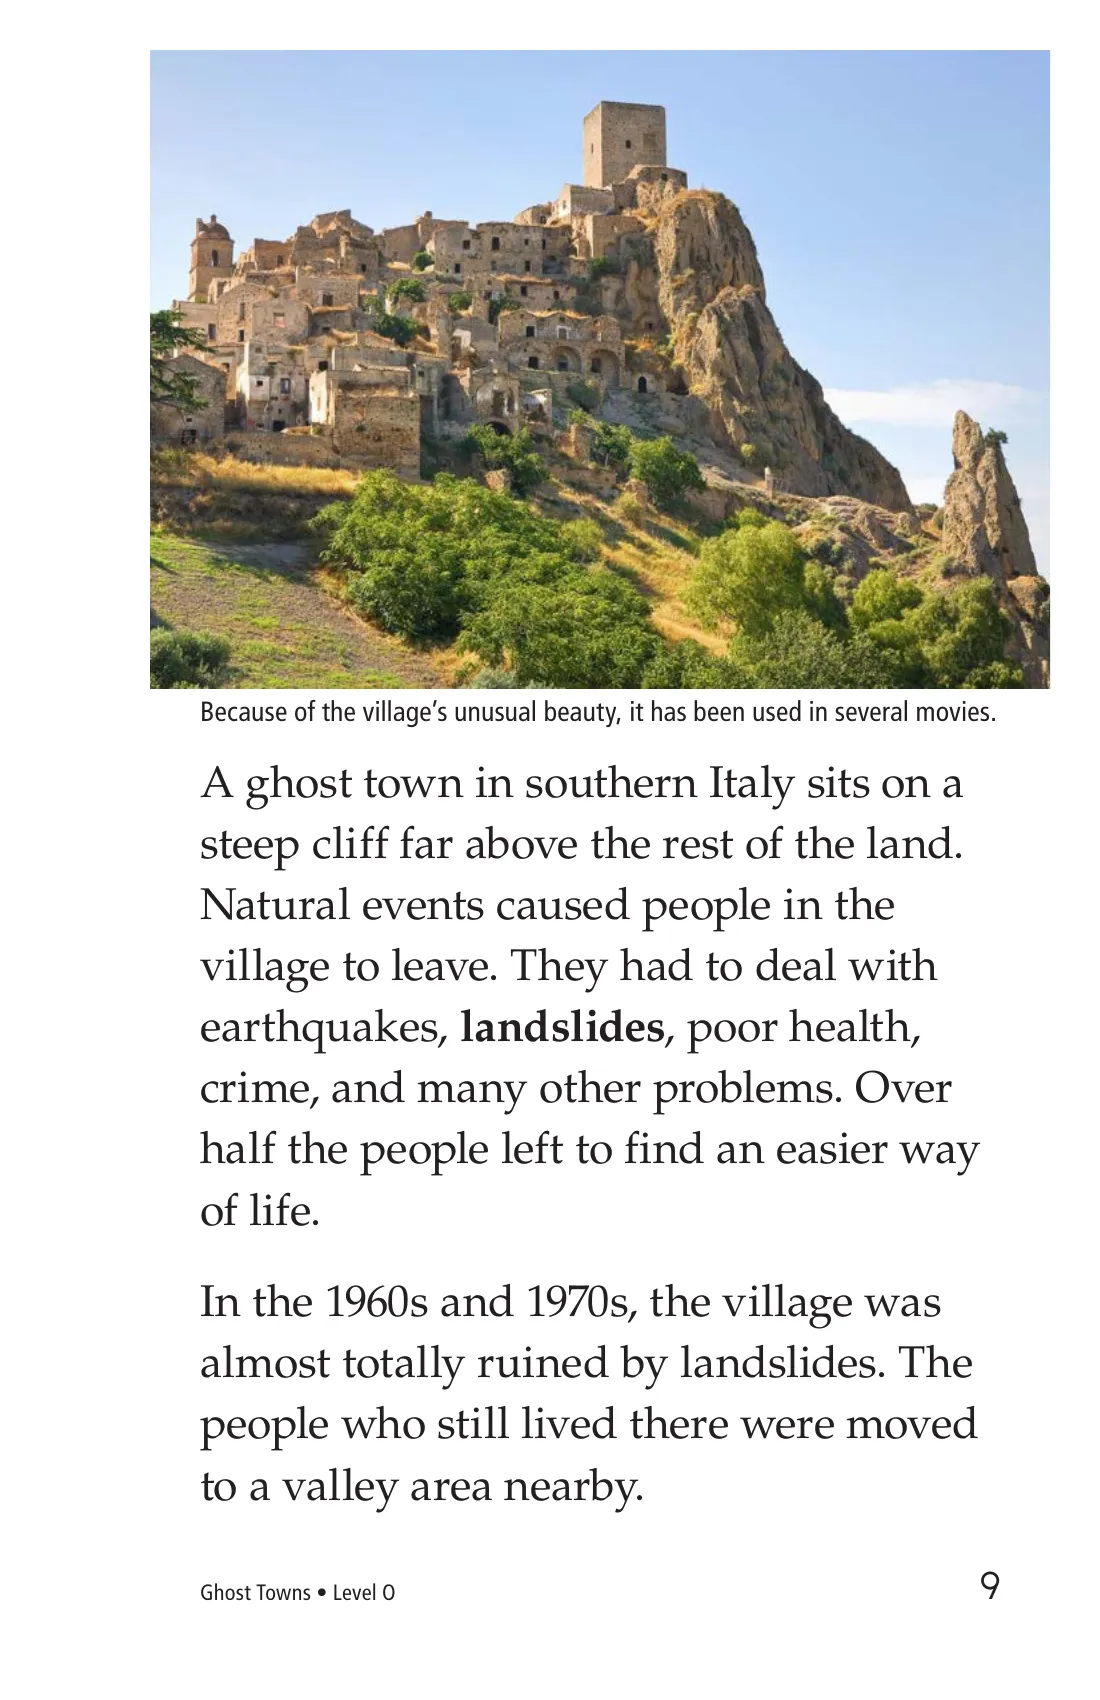 Because of the village’s unusual beauty, it has been used in several movies.
A ghost town in southern Italy sits on a
steep cliff far above the rest of the land.
Natural events caused people in the
village to leave. They had to deal with
earthquakes, landslides, poor health,
crime, and many other problems. Over
half the people left to find an easier way
of life.
In the 1960s and 1970s, the village was
almost totally ruined by landslides. The
people who still lived there were moved
to a valley area nearby.
Ghost Towns • Level O
9